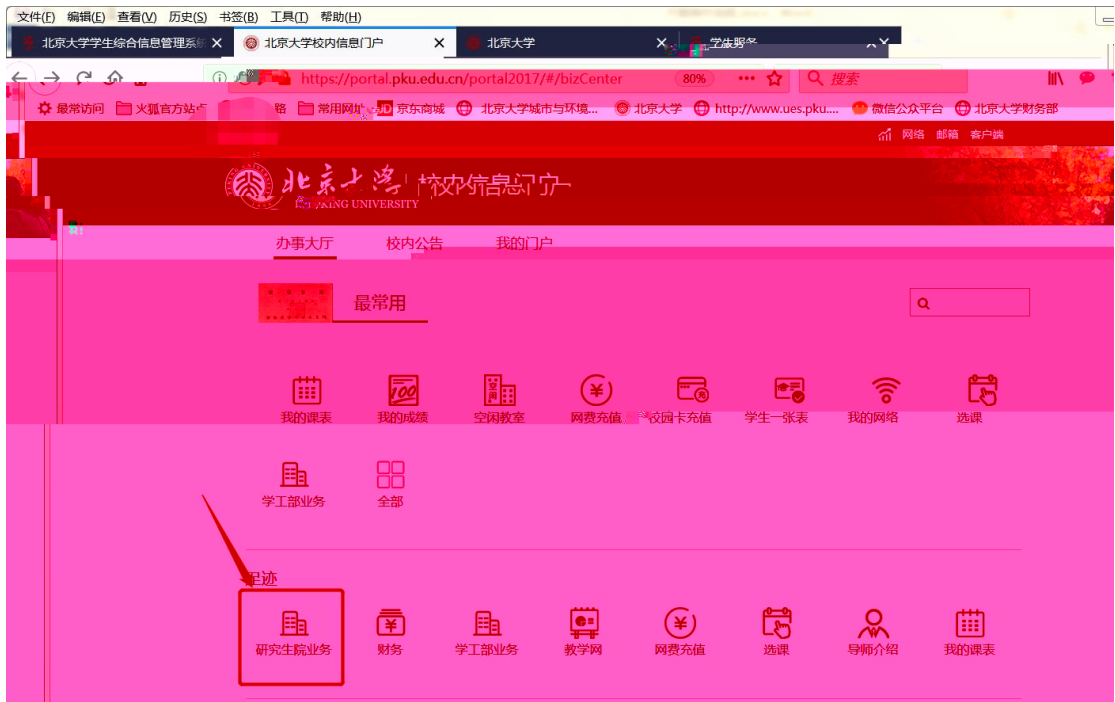 文件(F) 编辑(E) 查看(V) 历史(S) 书签(B) 工具(T) 帮助(H)
北京大学学生综合信息管理系统 北京大学校内信息门户 北京大学 学生
https://portal.pku.edu.cn/portal2017/#/bizCenter 80% 搜索
最常访问 火狐官方站点 常用网址 JD 京东商城 北京大学城市与环境... 北京大学 http://www.ues.pku.... 微信公众平台 北京大学财务部
网络 邮箱 客户端
北京大学 校内信息门户
PEKING UNIVERSITY
办事大厅 校内公告 我的门户
最常用
我的课表 我的成绩 空闲教室 网费充值 校园卡充值 学生一张表 我的网络 选课
学工部业务 全部
足迹
研究生院业务 财务 学工部业务 教学网 网费充值 选课 导师介绍 我的课表